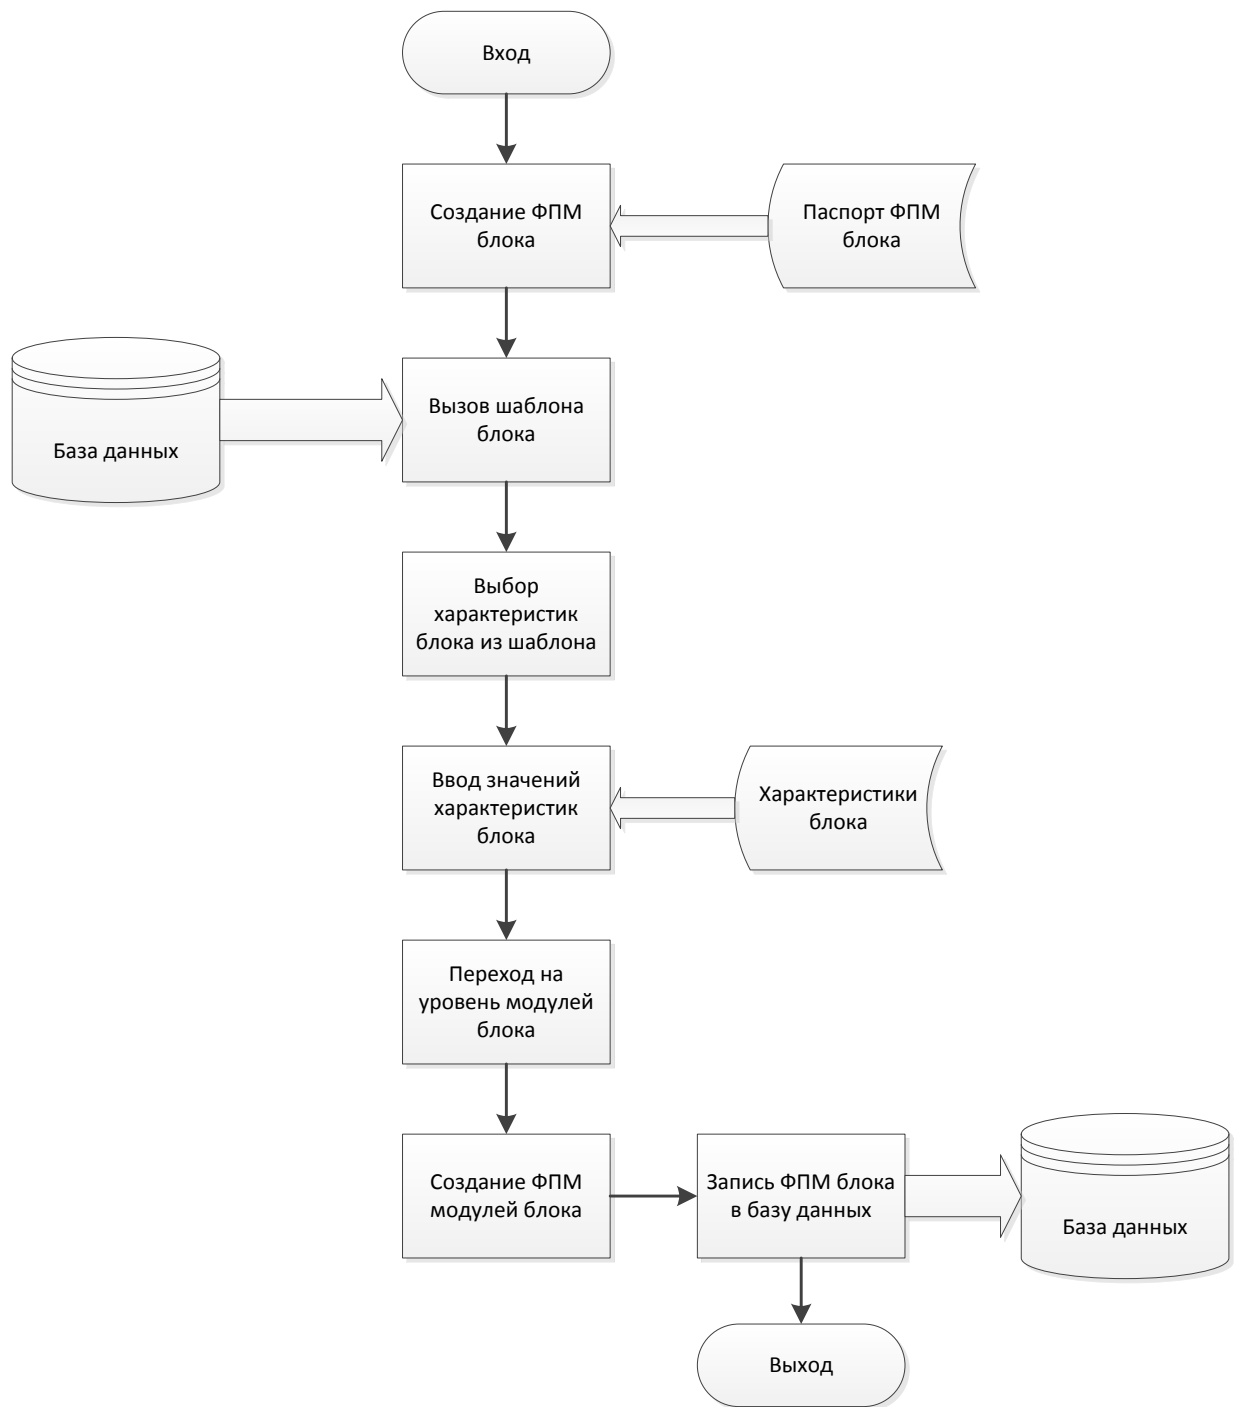 Вход
Создание ФПМ
блока
Паспорт ФПМ
блока
База данных
Вызов шаблона
блока
Выбор
характеристик
блока из шаблона
Ввод значений
характеристик
блока
Характеристики
блока
Переход на
уровень модулей
блока
Создание ФПМ
модулей блока
Запись ФПМ блока
в базу данных
База данных
Выход